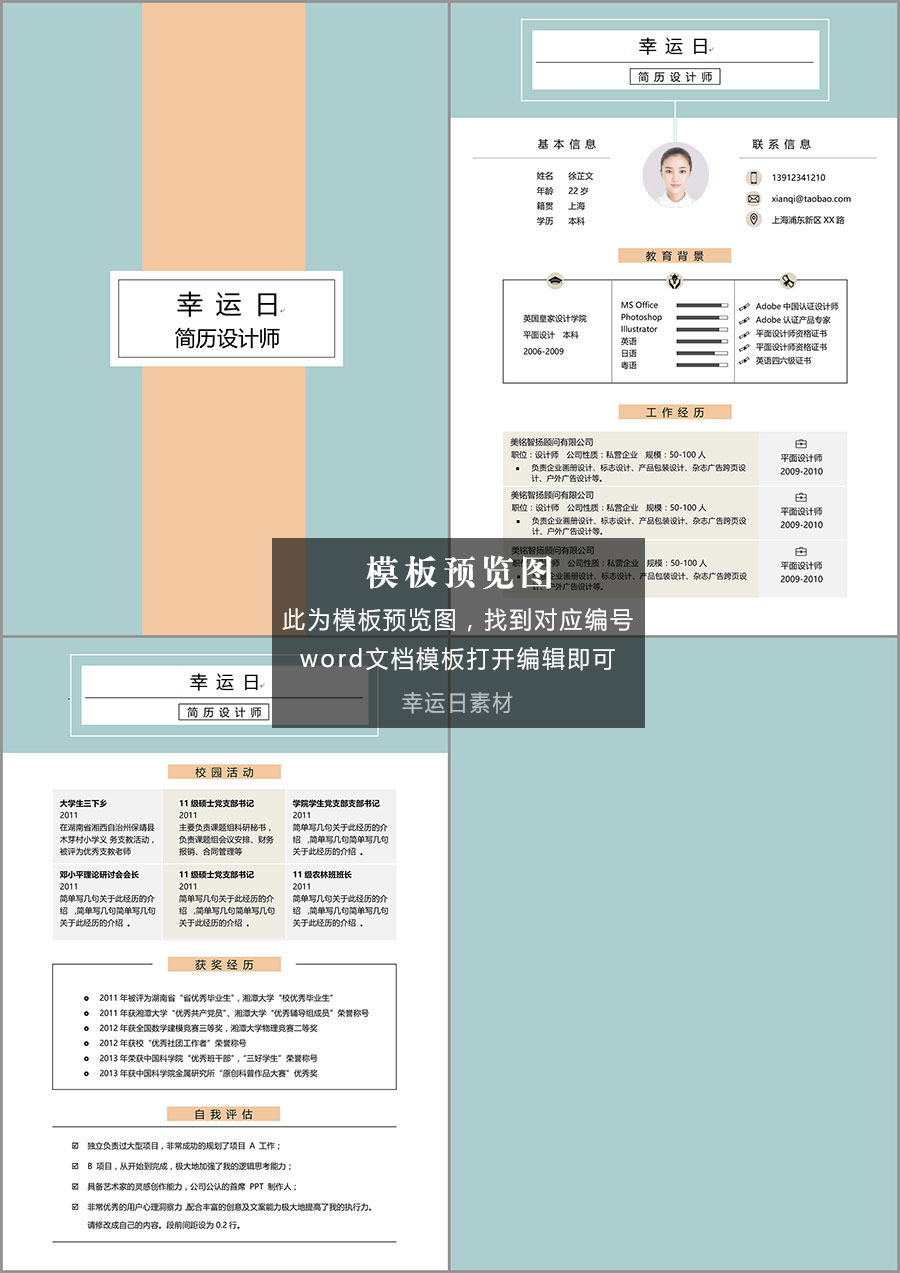 幸运日
简历设计师
幸运日
简历设计师
基本信息
姓名 徐芷文
年龄 22岁
籍贯 上海
学历 本科
联系信息
13912341210
xianqi@taobao.com
上海浦东新区 XX 路
教育背景
英国皇家设计学院
平面设计 本科
2006-2009
MS Office
Photoshop
Illustrator
英语
日语
粤语
Adobe 中国认证设计师
Adobe 认证产品专家
平面设计师资格证书
平面设计师资格证书
英语四六级证书
工作经历
美铭智扬顾问有限公司
职位：设计师 公司性质：私营企业 规模：50-100 人
▪ 负责企业画册设计、标志设计、产品包装设计、杂志广告跨页设
计、户外广告设计等。
平面设计师
2009-2010
美铭智扬顾问有限公司
职位：设计师 公司性质：私营企业 规模：50-100 人
▪ 负责企业画册设计、标志设计、产品包装设计、杂志广告跨页设
计、户外广告设计等。
平面设计师
2009-2010
美铭智扬顾问有限公司
师 公司性质：私营企业 规模：50-100 人
企业画册设计、标志设计、产品包装设计、杂志广告跨页设
计、户外广告设计等。
平面设计师
2009-2010
模板预览图
此为模板预览图，找到对应编号
word文档模板打开编辑即可
幸运日素材
幸运日
简历设计师
校园活动
大学生三下乡
2011
在湖南省湘西自治州保靖县
木芽村小学义 务支教活动，
被评为优秀支教老师
11 级硕士党支部书记
2011
主要负责课题组科研秘书，
负责课题组会议安排、财务
报销、合同管理等
学院学生党支部支部书记
2011
简单写几句关于此经历的介
绍 ,简单写几句简单写几句
关于此经历的介绍 。
邓小平理论研讨会会长
2011
简单写几句关于此经历的介
绍 ,简单写几句简单写几句
关于此经历的介绍 。
11 级硕士党支部书记
2011
简单写几句关于此经历的介
绍 ,简单写几句简单写几句
关于此经历的介绍 。
11 级农林班班长
2011
简单写几句关于此经历的介
绍 ,简单写几句简单写几句
关于此经历的介绍 。
获奖经历
2011 年被评为湖南省“省优秀毕业生”，湘潭大学“校优秀毕业生”
2011 年获湘潭大学“优秀共产党员”、湘潭大学“优秀辅导组成员”荣誉称号
2012 年获全国数学建模竞赛三等奖，湘潭大学物理竞赛二等奖
2012 年获校“优秀社团工作者”荣誉称号
2013 年荣获中国科学院“优秀班干部”，“三好学生”荣誉称号
2013 年获中国科学院金属研究所“原创科普作品大赛”优秀奖
自我评估
☑ 独立负责过大型项目，非常成功的规划了项目 A 工作；
☑ B 项目，从开始到完成，极大地加强了我的逻辑思考能力；
☑ 具备艺术家的灵感创作能力，公司公认的首席 PPT 制作人；
☑ 非常优秀的用户心理洞察力 ,配合丰富的创意及文案能力极大地提高了我的执行力。
请修改成自己的内容。段前间距设为 0.2 行。